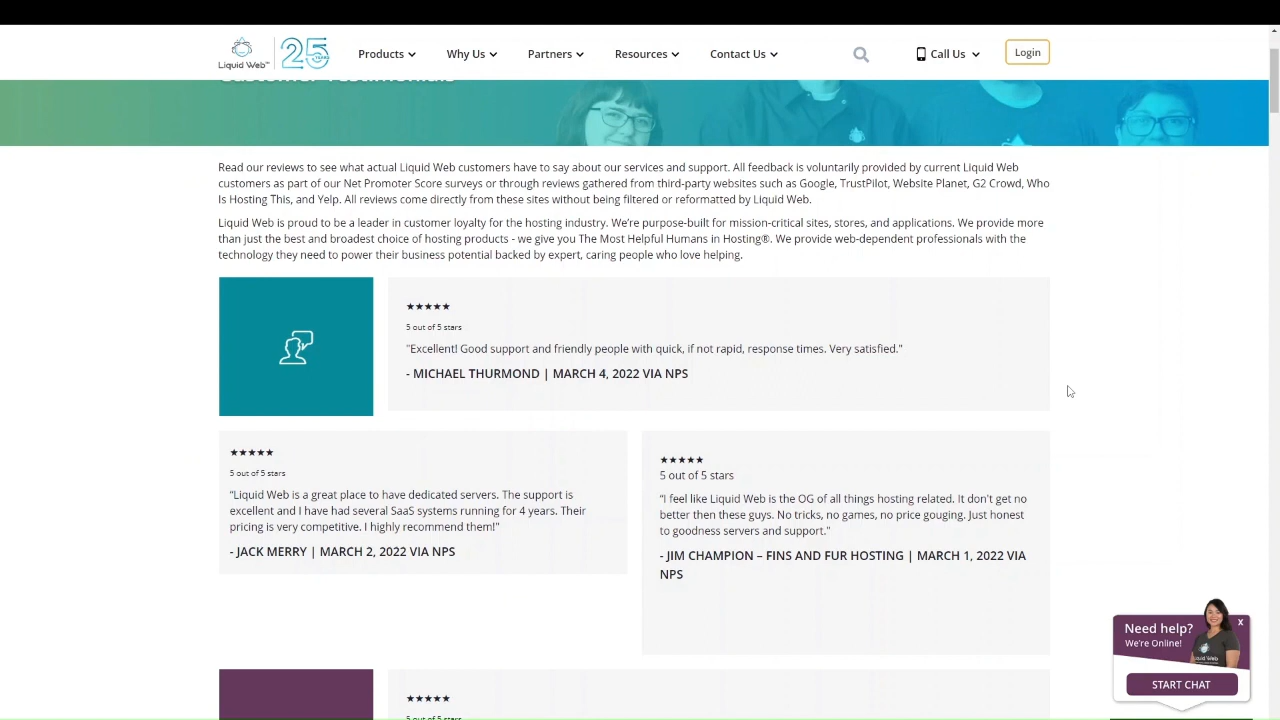 Liquid Web™
25
YEARS
Products
Why Us
Partners
Resources
Contact Us
Call Us
Login
Customer Testimonials
Read our reviews to see what actual Liquid Web customers have to say about our services and support. All feedback is voluntarily provided by current Liquid Web
customers as part of our Net Promoter Score surveys or through reviews gathered from third-party websites such as Google, TrustPilot, Website Planet, G2 Crowd, Who
Is Hosting This, and Yelp. All reviews come directly from these sites without being filtered or reformatted by Liquid Web.
Liquid Web is proud to be a leader in customer loyalty for the hosting industry. We’re purpose-built for mission-critical sites, stores, and applications. We provide more
than just the best and broadest choice of hosting products - we give you The Most Helpful Humans in Hosting®. We provide web-dependent professionals with the
technology they need to power their business potential backed by expert, caring people who love helping.
★★★★★
5 out of 5 stars
"Excellent! Good support and friendly people with quick, if not rapid, response times. Very satisfied."
- MICHAEL THURMOND | MARCH 4, 2022 VIA NPS
★★★★★
5 out of 5 stars
“Liquid Web is a great place to have dedicated servers. The support is
excellent and I have had several SaaS systems running for 4 years. Their
pricing is very competitive. I highly recommend them!"
- JACK MERRY | MARCH 2, 2022 VIA NPS
★★★★★
5 out of 5 stars
“I feel like Liquid Web is the OG of all things hosting related. It don't get no
better then these guys. No tricks, no games, no price gouging. Just honest
to goodness servers and support."
- JIM CHAMPION – FINS AND FUR HOSTING | MARCH 1, 2022 VIA
NPS
★★★★★
5 out of 5 stars
Need help?
We're Online!
X
Liquid Web
START CHAT